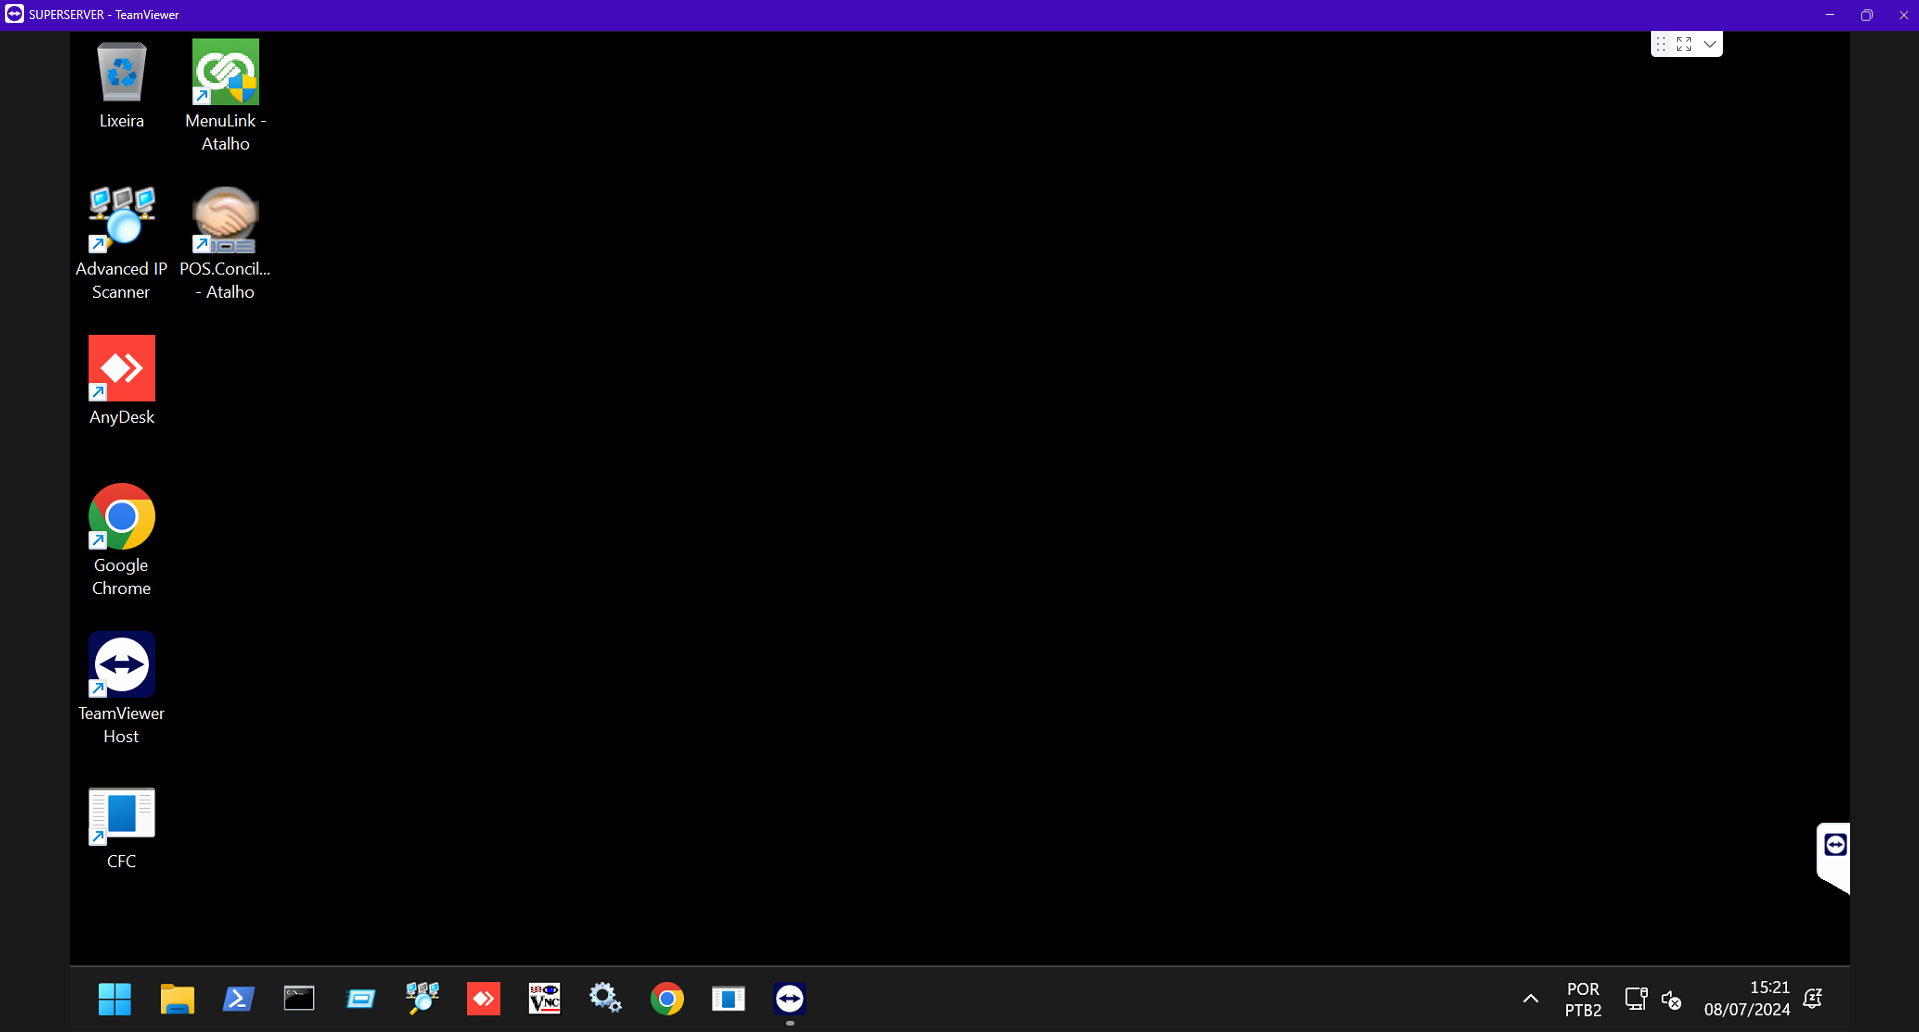 SUPERSERVER - TeamViewer
Lixeira
MenuLink -
Atalho
Advanced IP
Scanner
POS.Concil...
- Atalho
AnyDesk
Google
Chrome
TeamViewer
Host
CFC
VNC
POR
PTB2
15:21
08/07/2024